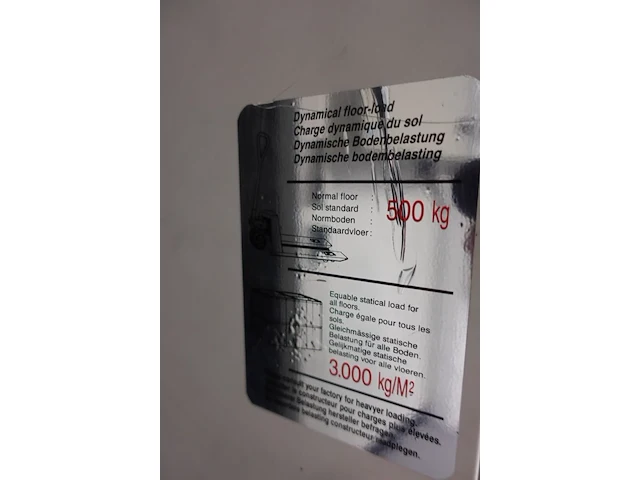 Dynamical floor-load
Charge dynamique du sol
Dynamische Bodenbelastung
Dynamische bodembelasting
Normal floor :
Sol standard :
Normboden :
Standaardvloer :
500 kg
Equable statical load for
all floors.
Charge égale pour tous les
sols.
Gleichmässige statische
Belastung für alle Boden.
Gelijkmatige statische
belasting voor alle vloeren.
3.000 kg/M²
your factory for heavyer loading.
constructeur pour charges plus élevées.
Belastung hersteller befragen.
belasting constructeur raadplegen.